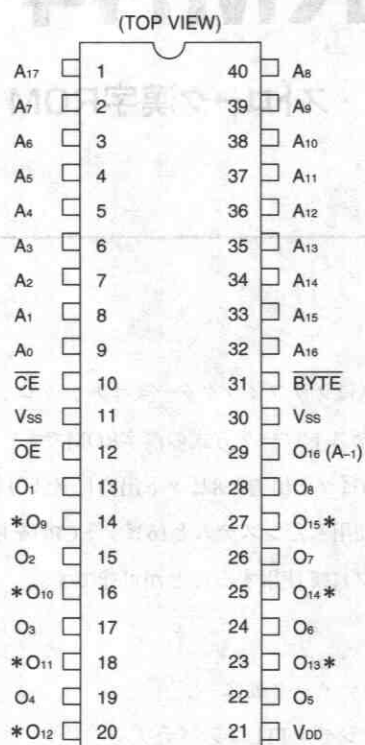 (TOP VIEW)
A17 1 40 A8
A7 2 39 A9
A6 3 38 A10
A5 4 37 A11
A4 5 36 A12
A3 6 35 A13
A2 7 34 A14
A1 8 33 A15
A0 9 32 A16
C̅E̅ 10 31 B̅Y̅T̅E̅
Vss 11 30 Vss
O̅E̅ 12 29 O16 (A–1)
O1 13 28 O8
*O9 14 27 O15*
O2 15 26 O7
*O10 16 25 O14*
O3 17 24 O6
*O11 18 23 O13*
O4 19 22 O5
*O12 20 21 VDD